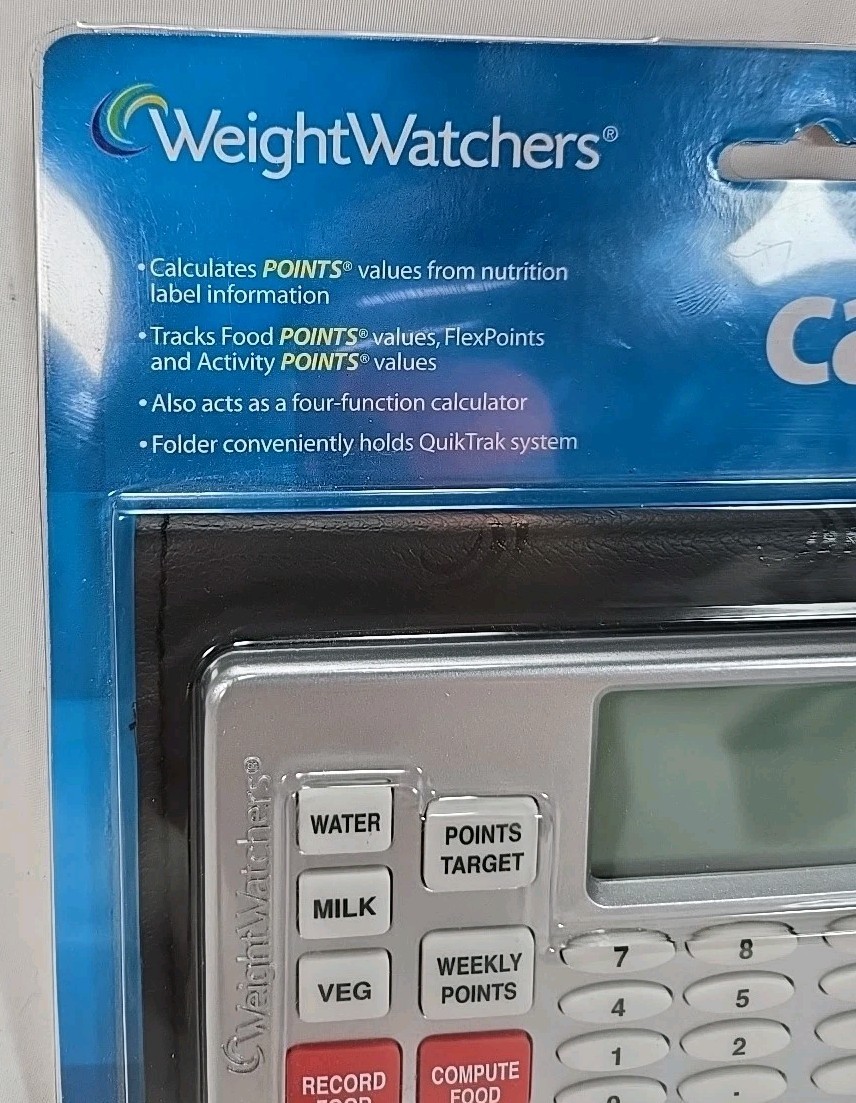 WeightWatchers®
• Calculates POINTS® values from nutrition
label information
• Tracks Food POINTS® values, FlexPoints
and Activity POINTS® values
• Also acts as a four-function calculator
• Folder conveniently holds QuikTrak system
ca
WeightWatchers®
WATER
POINTS
TARGET
MILK
VEG
WEEKLY
POINTS
7 8
4 5
1 2
0 .
RECORD
FOOD
COMPUTE
FOOD